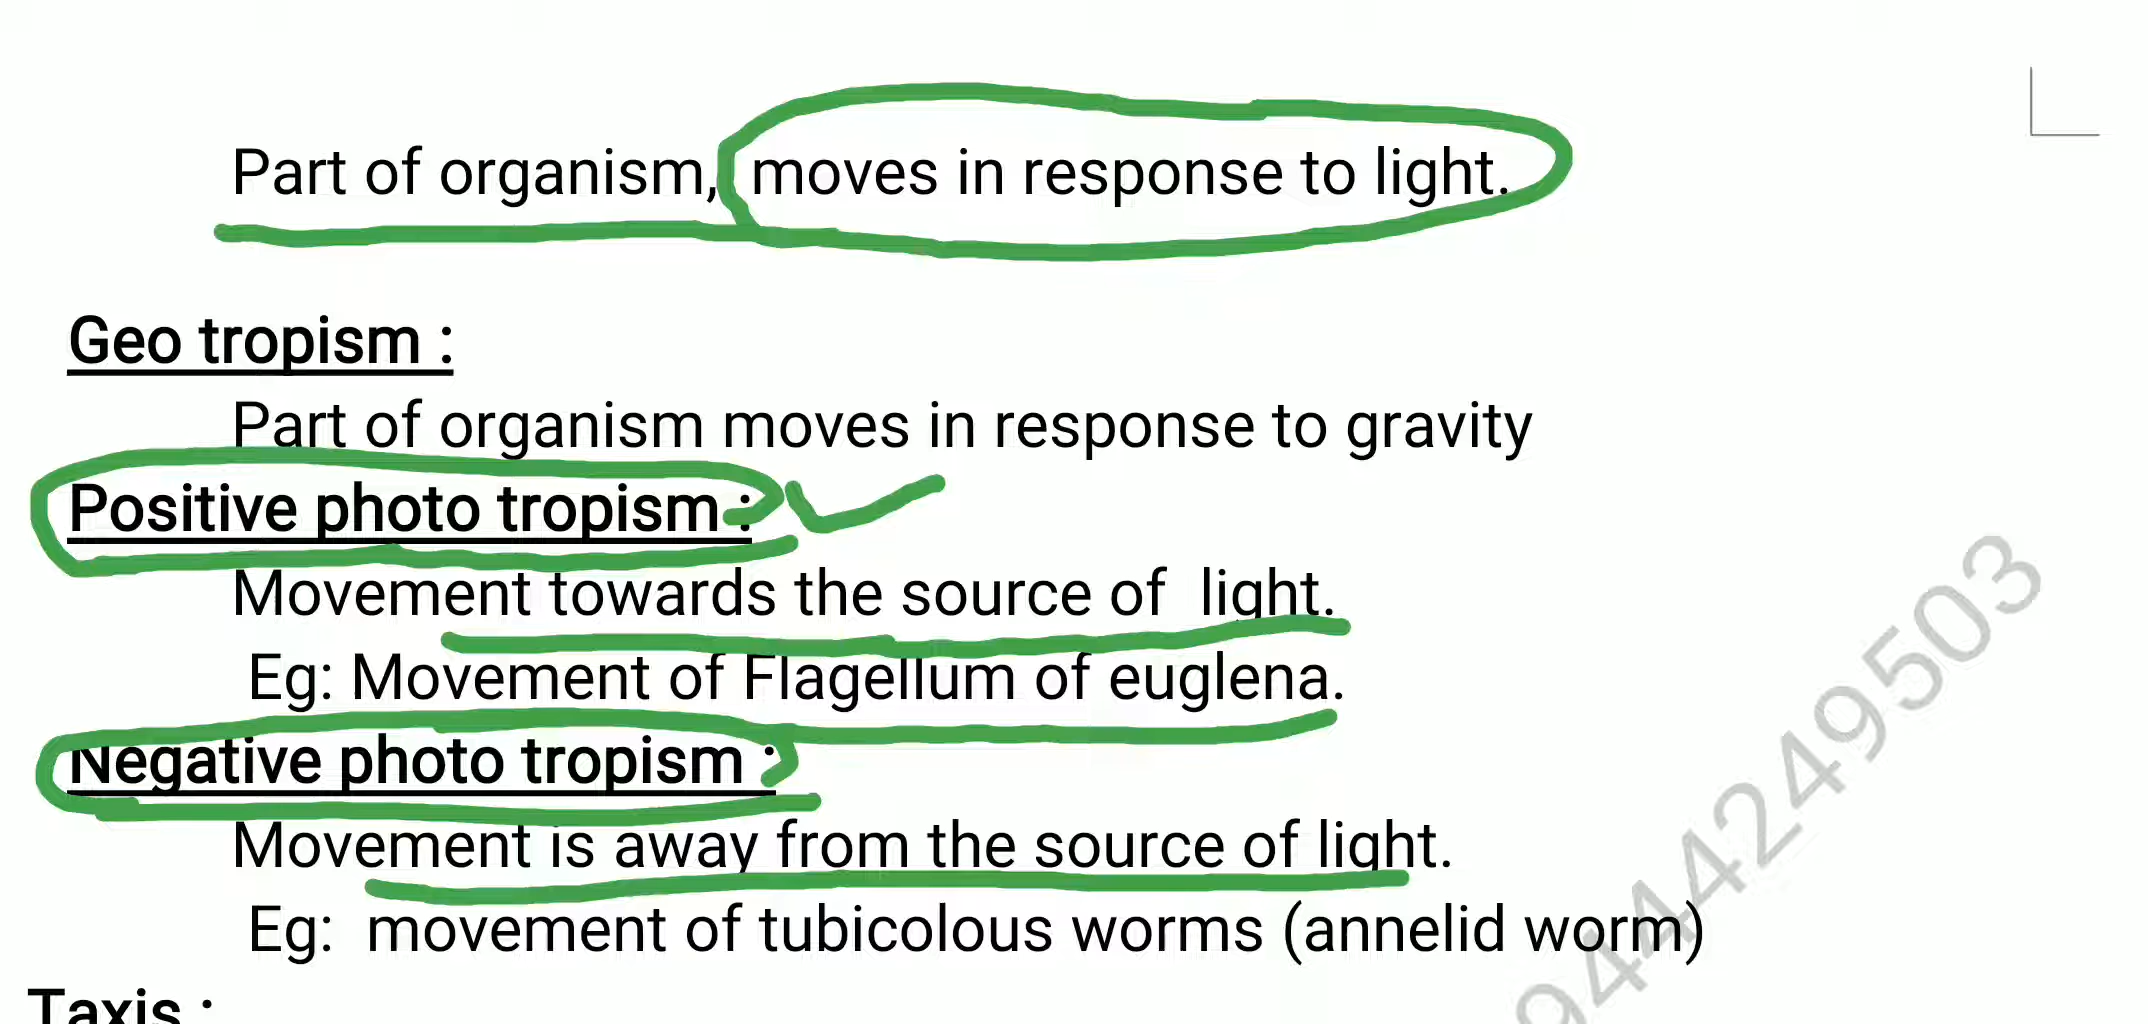 Part of organism, moves in response to light.
Geo tropism :
Part of organism moves in response to gravity
Positive photo tropism :
Movement towards the source of light.
Eg: Movement of Flagellum of euglena.
Negative photo tropism :
Movement is away from the source of light.
Eg: movement of tubicolous worms (annelid worm)
Taxis :
94442 49503